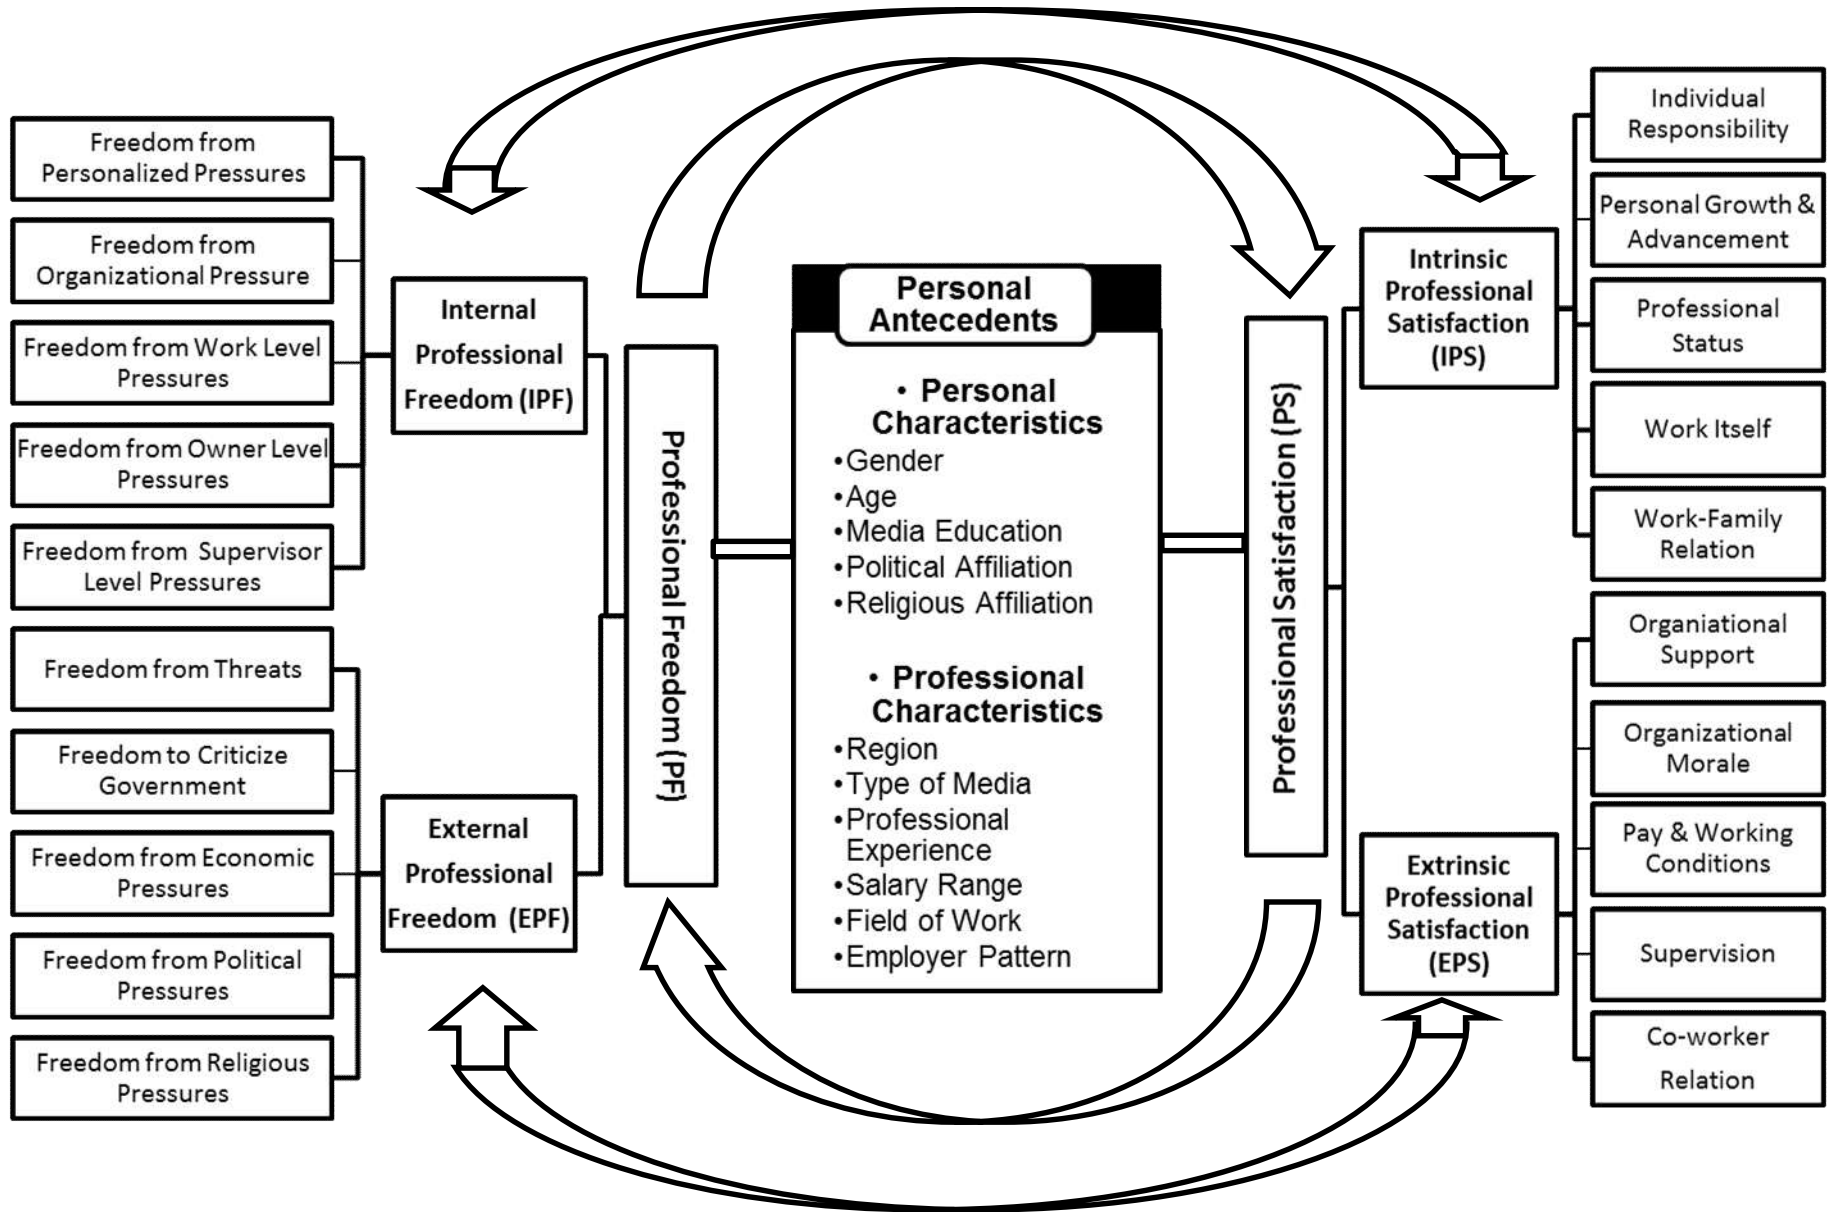 Freedom from
Personalized Pressures
Freedom from
Organizational Pressure
Freedom from Work Level
Pressures
Freedom from Owner Level
Pressures
Freedom from Supervisor
Level Pressures
Freedom from Threats
Freedom to Criticize
Government
Freedom from Economic
Pressures
Freedom from Political
Pressures
Freedom from Religious
Pressures
Internal
Professional
Freedom (IPF)
External
Professional
Freedom (EPF)
Professional Freedom (PF)
Personal
Antecedents
• Personal
Characteristics
•Gender
•Age
•Media Education
•Political Affiliation
•Religious Affiliation
• Professional
Characteristics
•Region
•Type of Media
•Professional
Experience
•Salary Range
•Field of Work
•Employer Pattern
Professional Satisfaction (PS)
Intrinsic
Professional
Satisfaction
(IPS)
Extrinsic
Professional
Satisfaction
(EPS)
Individual
Responsibility
Personal Growth &
Advancement
Professional
Status
Work Itself
Work-Family
Relation
Organiational
Support
Organizational
Morale
Pay & Working
Conditions
Supervision
Co-worker
Relation